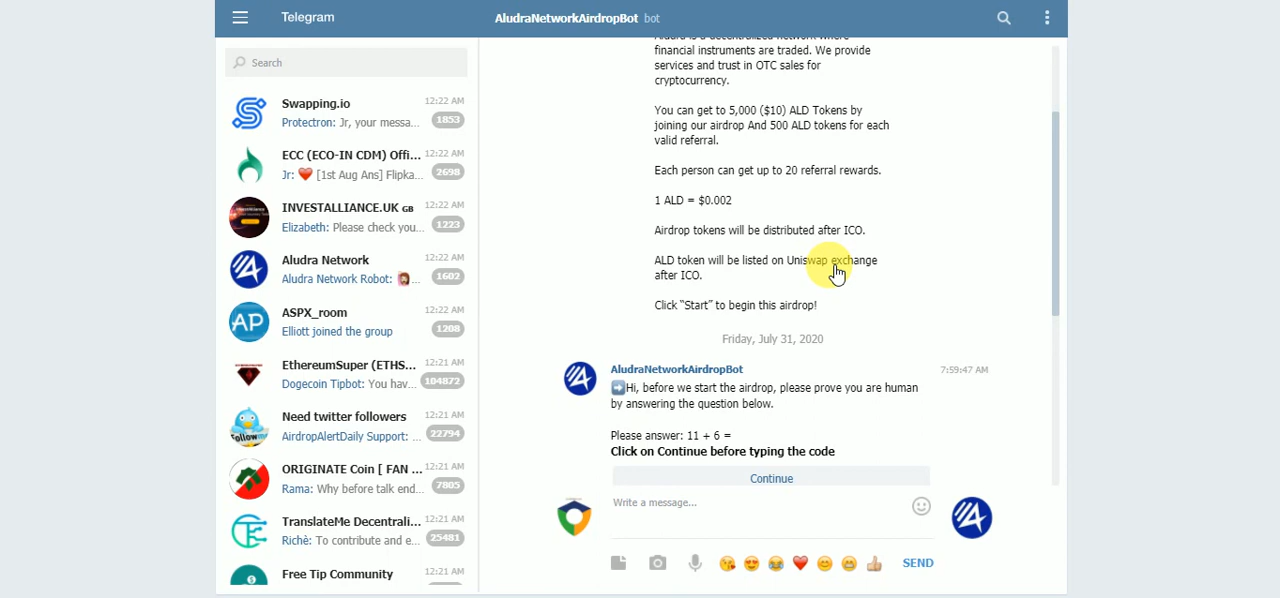 Telegram
AludraNetworkAirdropBot bot
Search
Swapping.io 12:22 AM
Protectron: Jr, your messa... 1853
ECC (ECO-IN CDM) Offi... 12:22 AM
Jr: ❤️ [1st Aug Ans] Flipka... 2698
INVESTALLIANCE.UK GB 12:22 AM
Elizabeth: Please check you... 1223
Aludra Network 12:22 AM
Aludra Network Robot: ... 1602
AP
ASPX_room 12:22 AM
Elliott joined the group 1208
EthereumSuper (ETHS... 12:21 AM
Dogecoin Tipbot: You hav... 104872
Need twitter followers 12:21 AM
AirdropAlertDaily Support: ... 22794
ORIGINATE Coin [ FAN ... 12:21 AM
Rama: Why before talk end... 7805
TranslateMe Decentrali... 12:21 AM
Richè: To contribute and e... 25481
Free Tip Community 12:21 AM
Aludra is a decentralized network where
financial instruments are traded. We provide
services and trust in OTC sales for
cryptocurrency.
You can get to 5,000 ($10) ALD Tokens by
joining our airdrop And 500 ALD tokens for each
valid referral.
Each person can get up to 20 referral rewards.
1 ALD = $0.002
Airdrop tokens will be distributed after ICO.
ALD token will be listed on Uniswap exchange
after ICO.
Click “Start” to begin this airdrop!
Friday, July 31, 2020
AludraNetworkAirdropBot 7:59:47 AM
➡️Hi, before we start the airdrop, please prove you are human
by answering the question below.
Please answer: 11 + 6 =
Click on Continue before typing the code
Continue
Write a message...
SEND